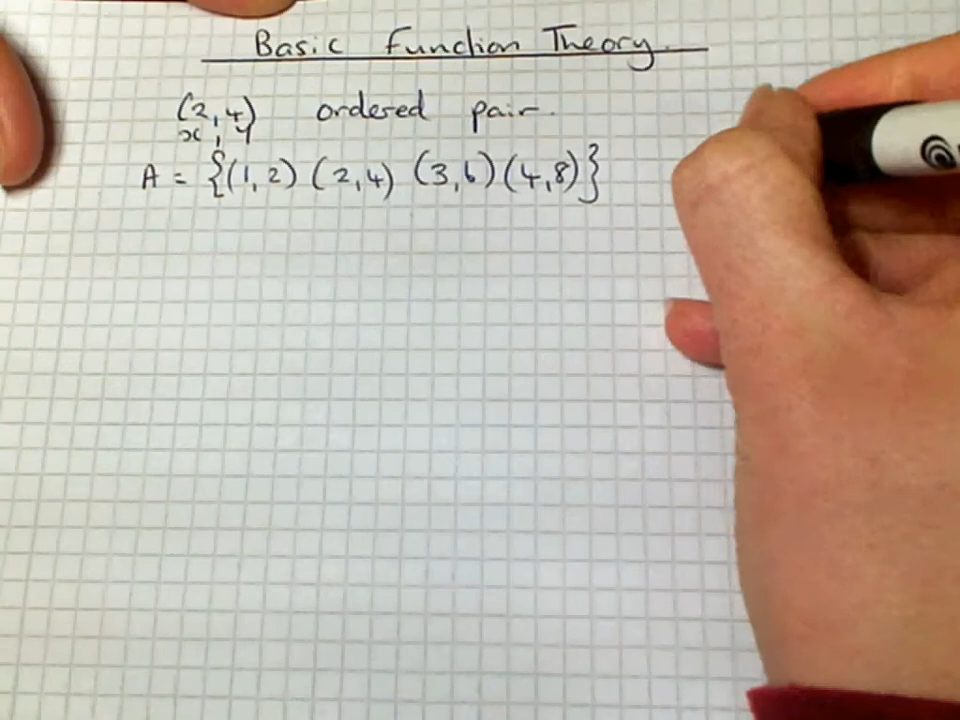 Basic Function Theory.
(2,4) ordered pair.
x, y
A = {(1,2) (2,4) (3,6) (4,8)}